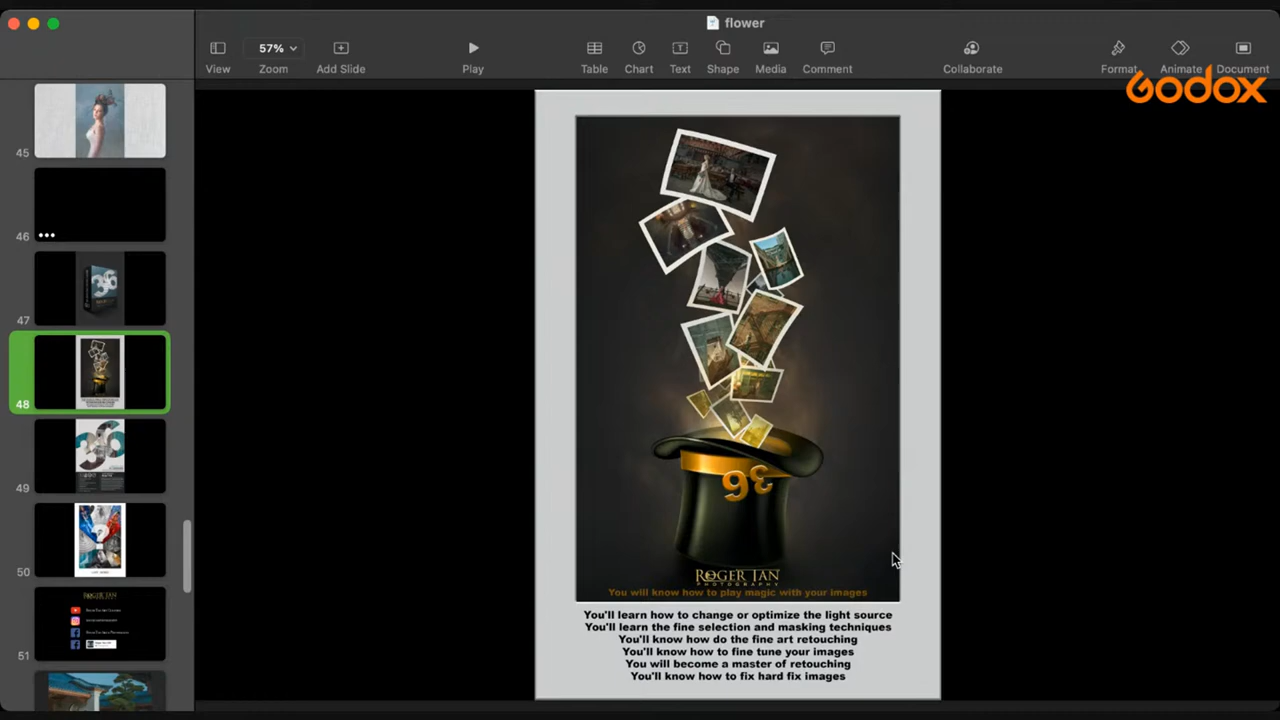 flower
57%
View
Zoom
Add Slide
Play
Table
Chart
Text
Shape
Media
Comment
Collaborate
Format
Animate
Document
Godox
45
46
47
48
49
50
51
36
36
ROGER TAN
PHOTOGRAPHY
You will know how to play magic with your images
You'll learn how to change or optimize the light source
You'll learn the fine selection and masking techniques
You'll know how do the fine art retouching
You'll know how to fine tune your images
You will become a master of retouching
You'll know how to fix hard fix images